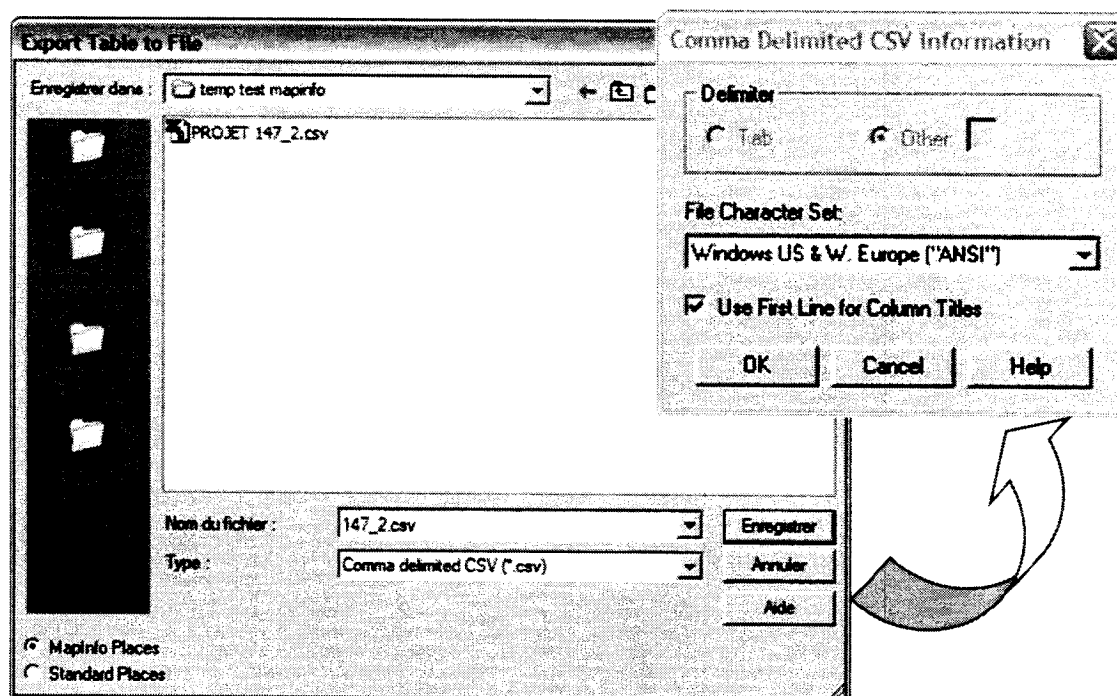 Export Table to File
Enregistrer dans :
temp test mapinfo
PROJET 147_2.csv
Nom du fichier :
147_2.csv
Enregistrer
Type :
Comma delimited CSV (*.csv)
Annuler
Aide
MapInfo Places
Standard Places
Comma Delimited CSV Information
Delimiter
Tab
Other:
File Character Set:
Windows US & W. Europe ("ANSI")
Use First Line for Column Titles
OK
Cancel
Help